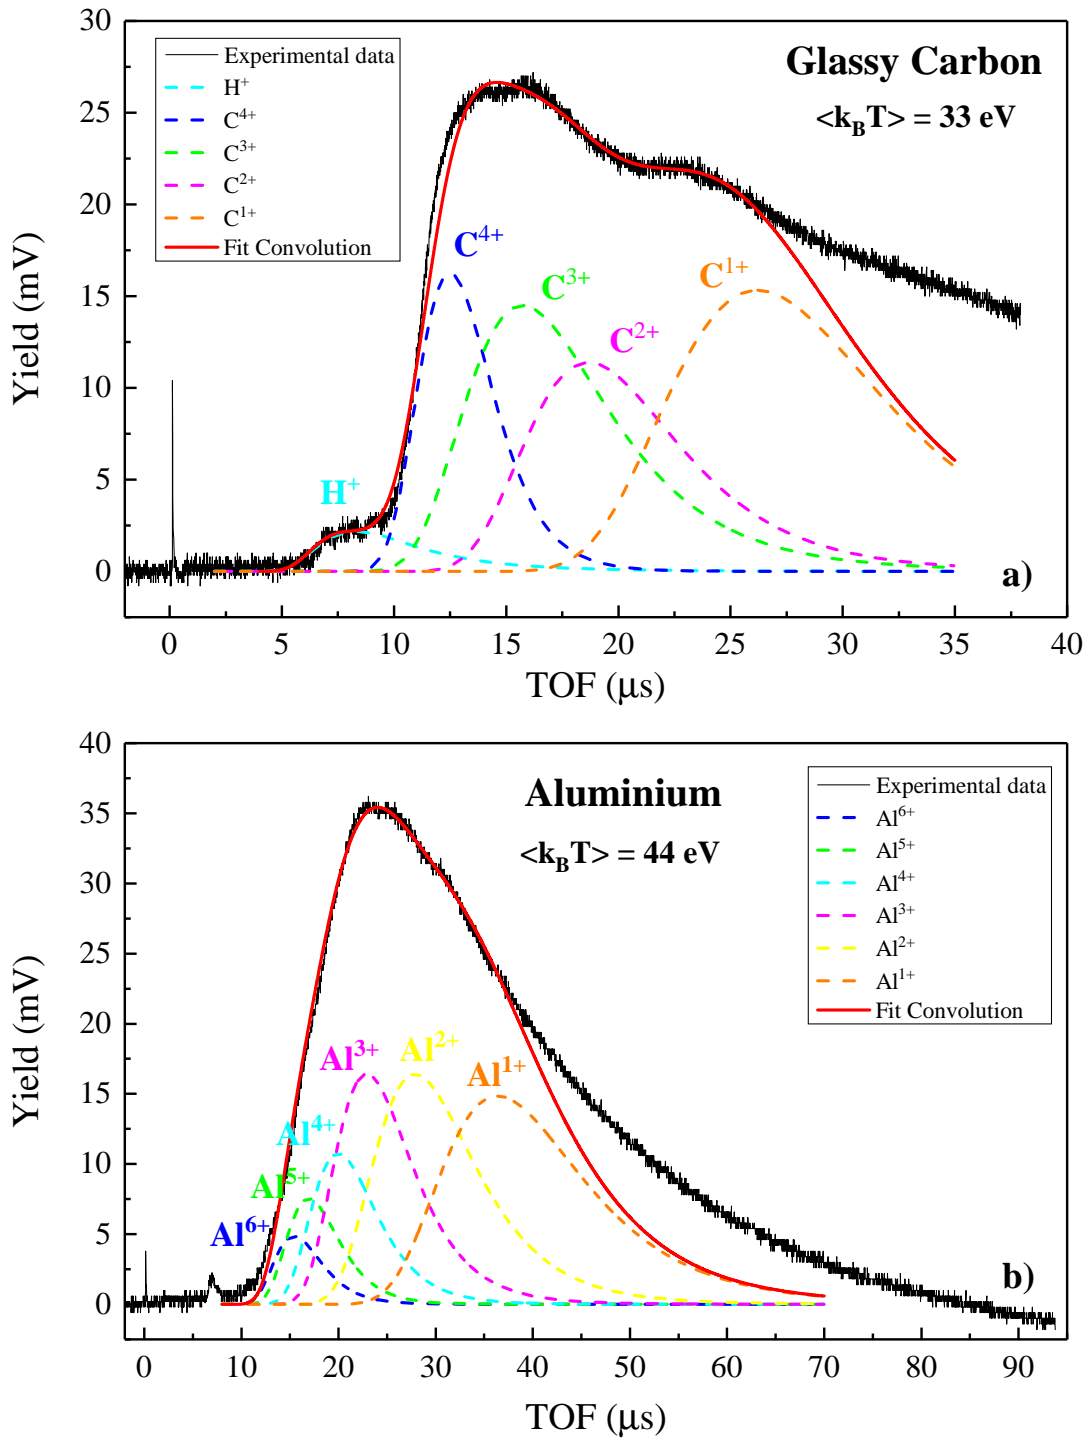 Glassy Carbon
<k_BT> = 33 eV
Experimental data
H⁺
C⁴⁺
C³⁺
C²⁺
C¹⁺
Fit Convolution
C⁴⁺
C³⁺
C²⁺
C¹⁺
H⁺
a)
30
25
20
15
10
5
0
Yield (mV)
0 5 10 15 20 25 30 35 40
TOF (μs)
Aluminium
<k_BT> = 44 eV
Experimental data
Al⁶⁺
Al⁵⁺
Al⁴⁺
Al³⁺
Al²⁺
Al¹⁺
Fit Convolution
Al⁶⁺
Al⁵⁺
Al⁴⁺
Al³⁺
Al²⁺
Al¹⁺
b)
40
35
30
25
20
15
10
5
0
Yield (mV)
0 10 20 30 40 50 60 70 80 90
TOF (μs)